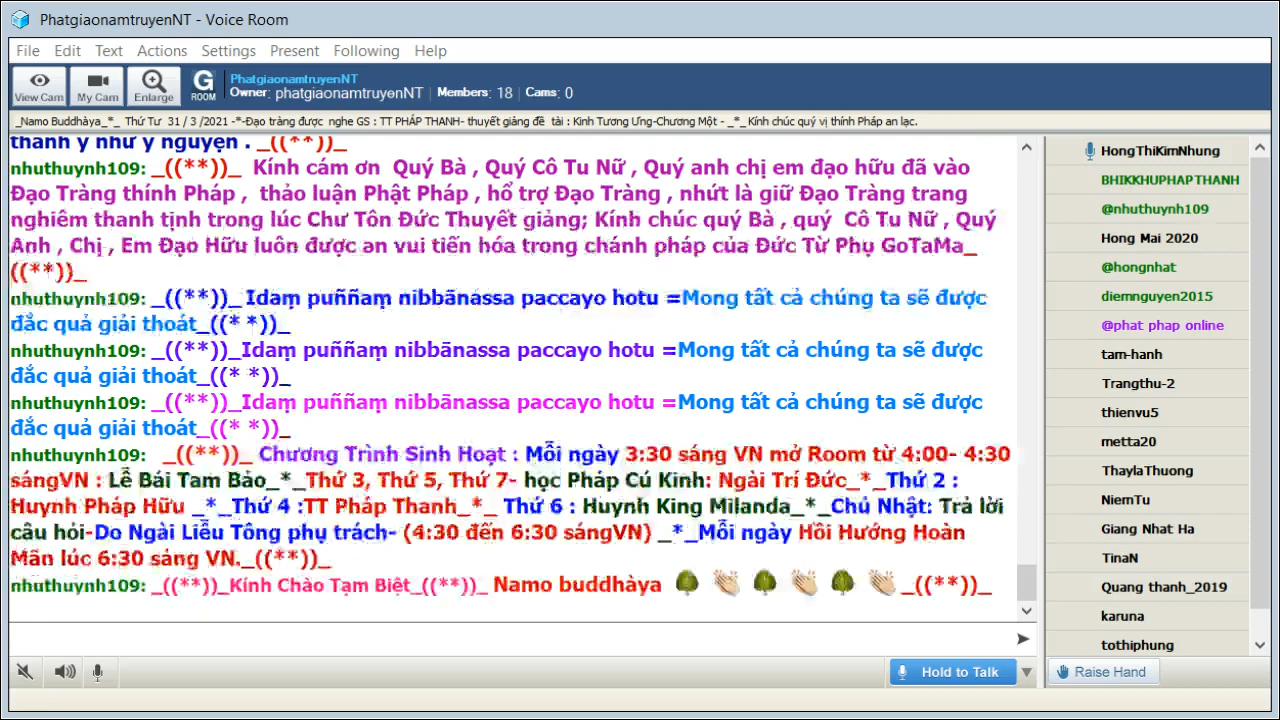 PhatgiaonamtruyenNT - Voice Room
File Edit Text Actions Settings Present Following Help
View Cam My Cam Enlarge G ROOM PhatgiaonamtruyenNT
Owner: phatgiaonamtruyenNT Members: 18 Cams: 0
_Namo Buddhàya_*_ Thứ Tư 31 / 3 /2021 -*-Đạo tràng được nghe GS : TT PHÁP THANH- thuyết giảng đề tài : Kinh Tương Ưng-Chương Một - _*_ Kính chúc quý vị thính Pháp an lạc.
thành ý như ý nguyện . _((**))_
nhuthuynh109: _((**))_ Kính cám ơn Quý Bà , Quý Cô Tu Nữ , Quý anh chị em đạo hữu đã vào
Đạo Tràng thính Pháp , thảo luận Phật Pháp , hổ trợ Đạo Tràng , nhứt là giữ Đạo Tràng trang
nghiêm thanh tịnh trong lúc Chư Tôn Đức Thuyết giảng; Kính chúc quý Bà , quý Cô Tu Nữ , Quý
Anh , Chị , Em Đạo Hữu luôn được an vui tiến hóa trong chánh pháp của Đức Từ Phụ GoTaMa_
((**))_
nhuthuynh109: _((**))_ Idaṃ puññaṃ nibbānassa paccayo hotu =Mong tất cả chúng ta sẽ được
đắc quả giải thoát_((* *))_
nhuthuynh109: _((**))_Idaṃ puññaṃ nibbānassa paccayo hotu =Mong tất cả chúng ta sẽ được
đắc quả giải thoát_((* *))_
nhuthuynh109: _((**))_Idaṃ puññaṃ nibbānassa paccayo hotu =Mong tất cả chúng ta sẽ được
đắc quả giải thoát_((* *))_
nhuthuynh109: _((**))_ Chương Trình Sinh Hoạt : Mỗi ngày 3:30 sáng VN mở Room từ 4:00- 4:30
sángVN : Lễ Bái Tam Bảo_*_Thứ 3, Thứ 5, Thứ 7- học Pháp Cú Kinh: Ngài Trí Đức_*_Thứ 2 :
Huynh Pháp Hữu _*_Thứ 4 :TT Pháp Thanh_*_ Thứ 6 : Huynh King Milanda_*_Chủ Nhật: Trả lời
câu hỏi-Do Ngài Liễu Tông phụ trách- (4:30 đến 6:30 sángVN) _*_Mỗi ngày Hồi Hướng Hoàn
Mãn lúc 6:30 sáng VN._((**))_
nhuthuynh109: _((**))_Kính Chào Tạm Biệt_((**))_ Namo buddhàya _((**))_
Hold to Talk
HongThiKimNhung
BHIKKHUPHAPTHANH
@nhuthuynh109
Hong Mai 2020
@hongnhat
diemnguyen2015
@phat phap online
tam-hanh
Trangthu-2
thienvu5
metta20
ThaylaThuong
NiemTu
Giang Nhat Ha
TinaN
Quang thanh_2019
karuna
tothiphung
Raise Hand